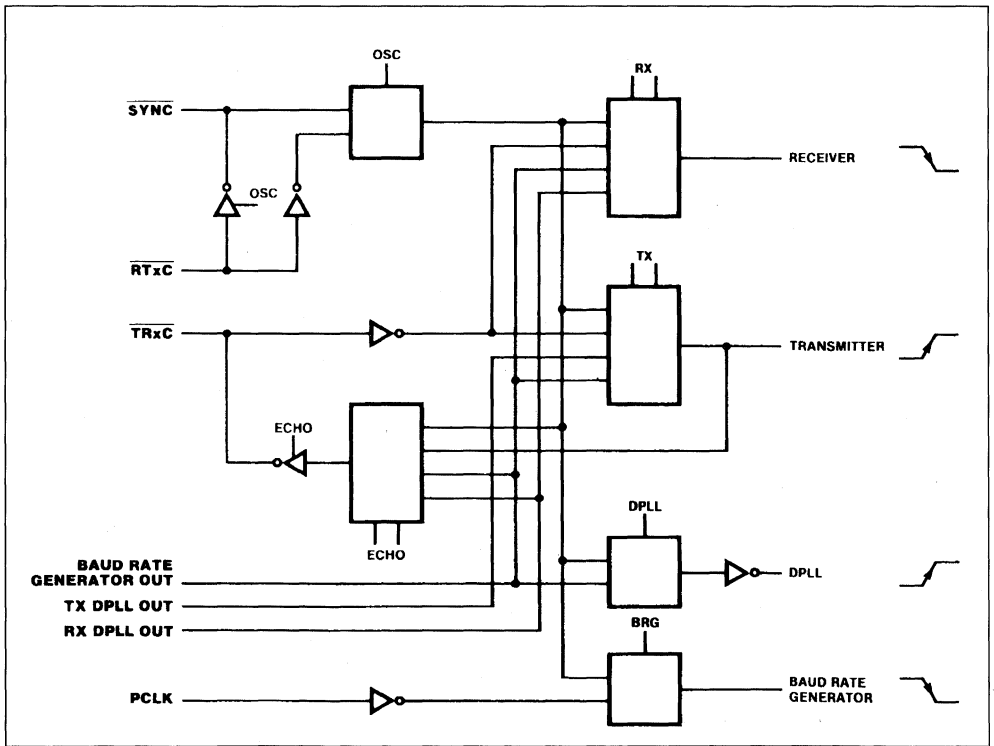 OSC
RX
SYNC
OSC
RECEIVER
RTxC
TX
TRxC
TRANSMITTER
ECHO
DPLL
ECHO
BAUD RATE
GENERATOR OUT
DPLL
TX DPLL OUT
RX DPLL OUT
BRG
PCLK
BAUD RATE
GENERATOR